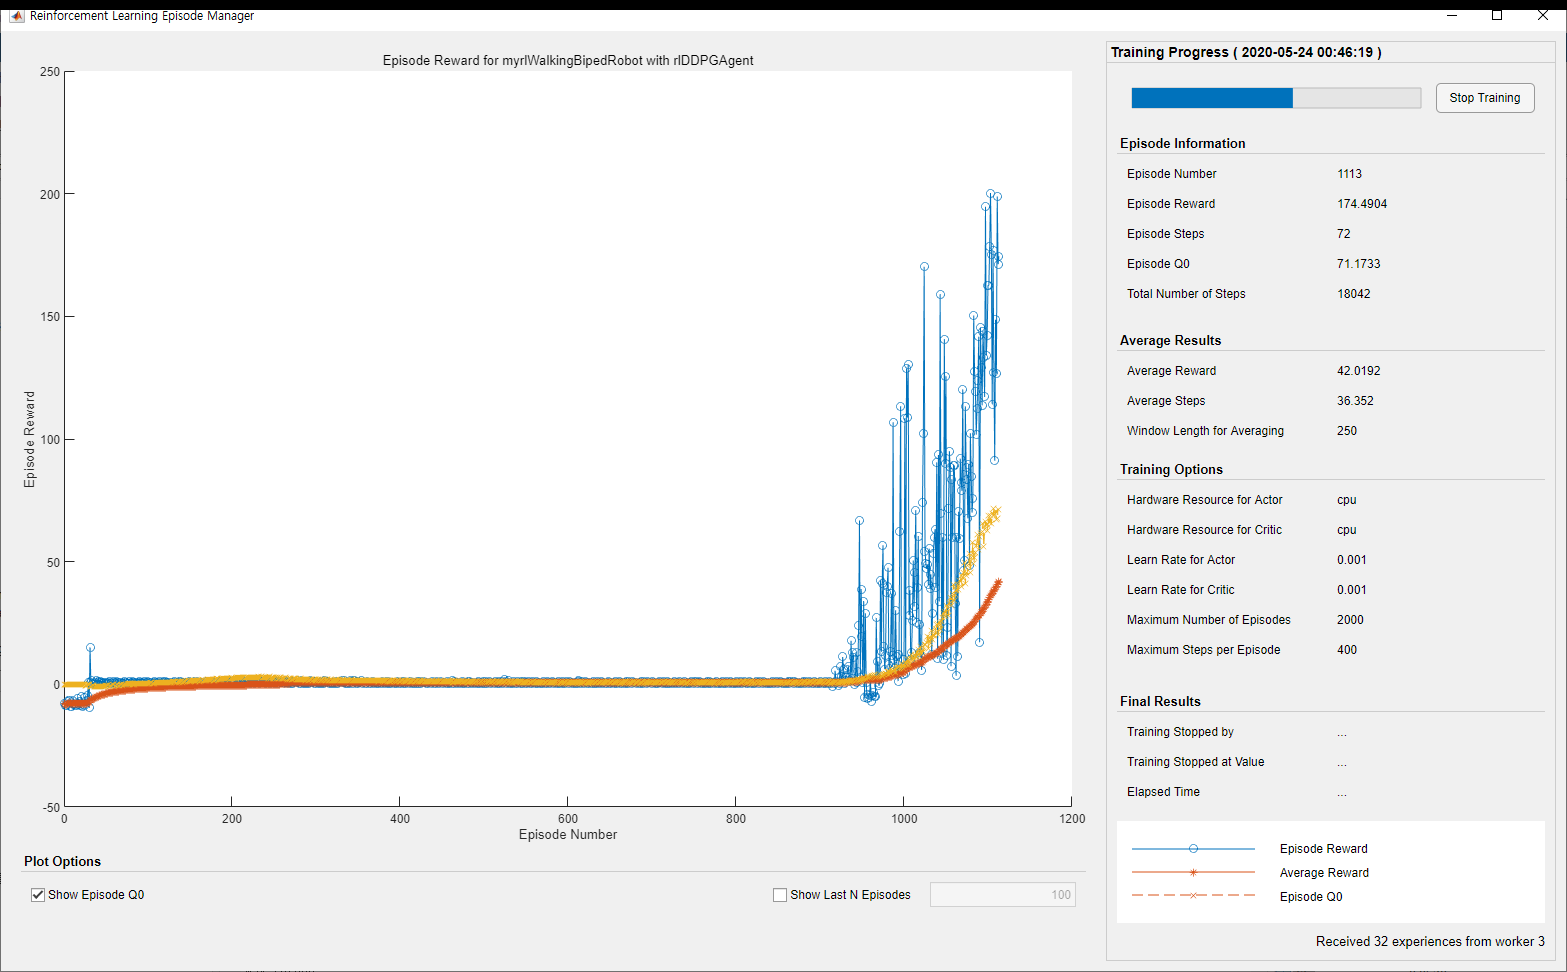 Reinforcement Learning Episode Manager
Episode Reward for myrlWalkingBipedRobot with rlDDPGAgent
250
200
150
100
50
0
-50
Episode Reward
0 200 400 600 800 1000 1200
Episode Number
Plot Options
Show Episode Q0
Show Last N Episodes 100
Training Progress ( 2020-05-24 00:46:19 )
Stop Training
Episode Information
Episode Number 1113
Episode Reward 174.4904
Episode Steps 72
Episode Q0 71.1733
Total Number of Steps 18042
Average Results
Average Reward 42.0192
Average Steps 36.352
Window Length for Averaging 250
Training Options
Hardware Resource for Actor cpu
Hardware Resource for Critic cpu
Learn Rate for Actor 0.001
Learn Rate for Critic 0.001
Maximum Number of Episodes 2000
Maximum Steps per Episode 400
Final Results
Training Stopped by ...
Training Stopped at Value ...
Elapsed Time ...
Episode Reward
Average Reward
Episode Q0
Received 32 experiences from worker 3